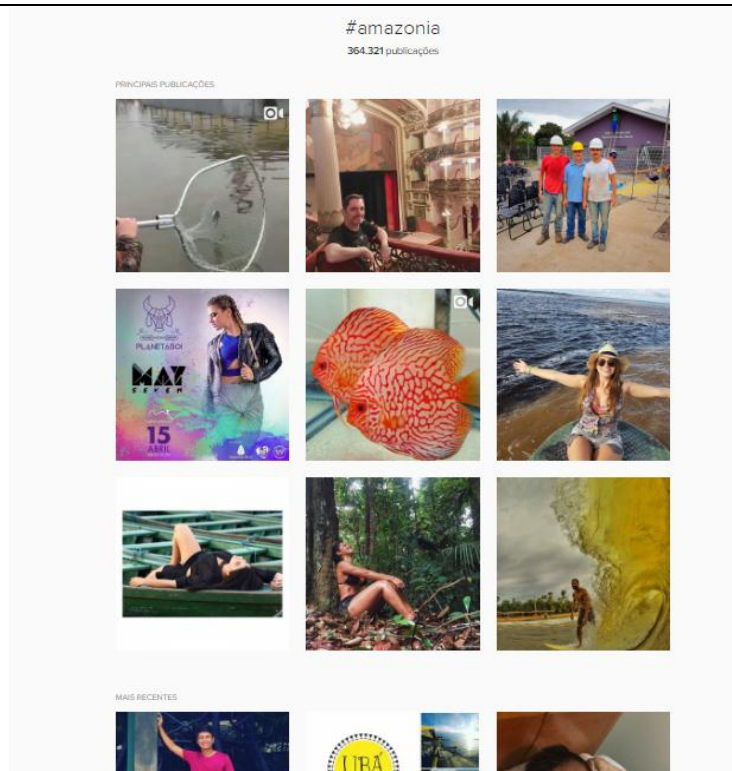 #amazonia
364.321 publicações
PRINCIPAIS PUBLICAÇÕES
PLANETABOI
MAY
SEVEN
15
ABRIL
MAIS RECENTES
UBÁ